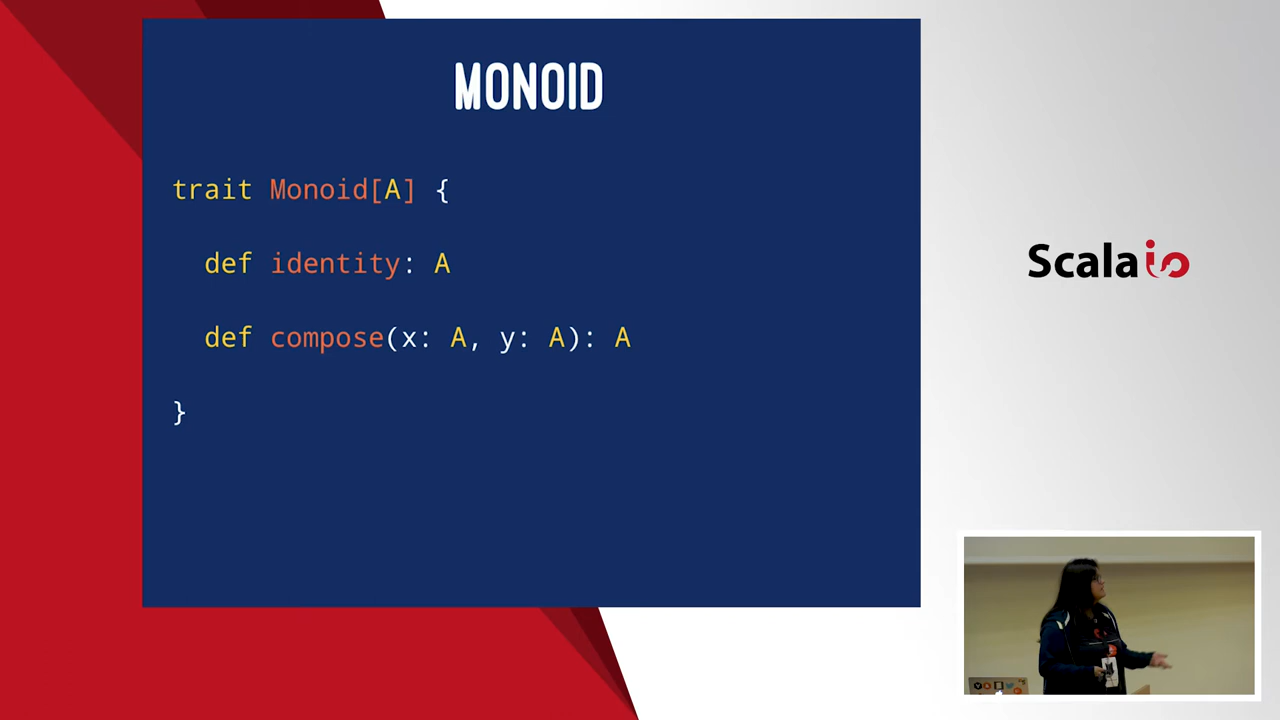 MONOID
trait Monoid[A] {
def identity: A
def compose(x: A, y: A): A
}
Scala io